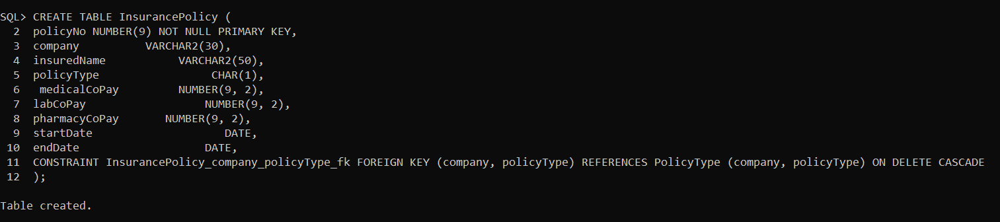 SQL> CREATE TABLE InsurancePolicy (
  2  policyNo NUMBER(9) NOT NULL PRIMARY KEY,
  3  company          VARCHAR2(30),
  4  insuredName           VARCHAR2(50),
  5  policyType                 CHAR(1),
  6   medicalCoPay         NUMBER(9, 2),
  7  labCoPay                  NUMBER(9, 2),
  8  pharmacyCoPay       NUMBER(9, 2),
  9  startDate                    DATE,
 10  endDate                   DATE,
 11  CONSTRAINT InsurancePolicy_company_policyType_fk FOREIGN KEY (company, policyType) REFERENCES PolicyType (company, policyType) ON DELETE CASCADE
 12  );
Table created.